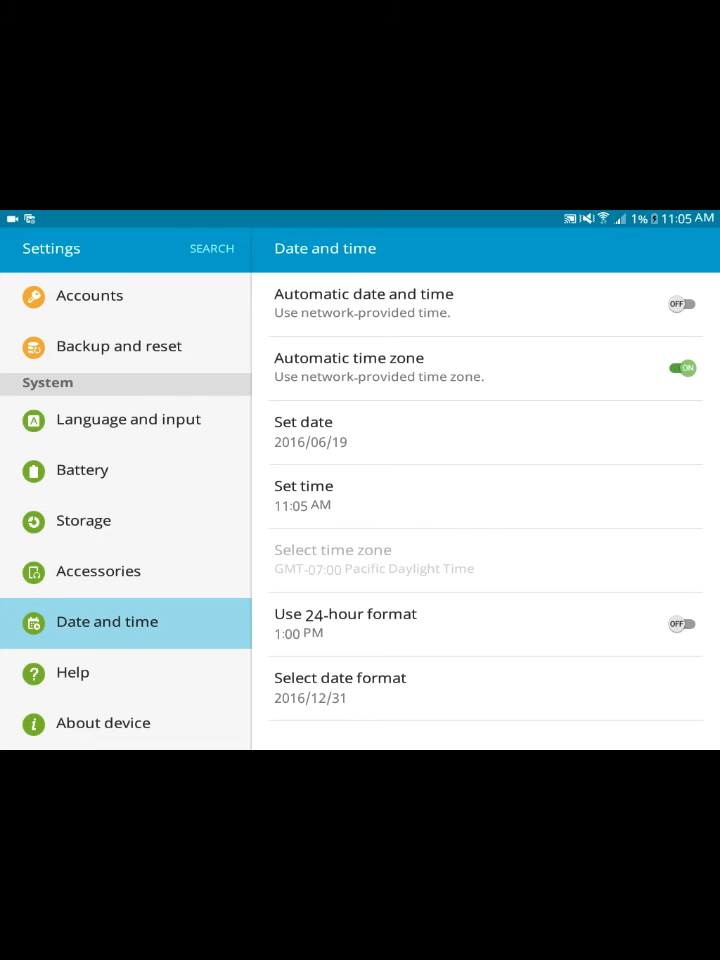 1% 11:05 AM
Settings SEARCH
Accounts
Backup and reset
System
Language and input
Battery
Storage
Accessories
Date and time
Help
About device
Date and time
Automatic date and time
Use network-provided time.
OFF
Automatic time zone
Use network-provided time zone.
ON
Set date
2016/06/19
Set time
11:05 AM
Select time zone
GMT-07:00 Pacific Daylight Time
Use 24-hour format
1:00 PM
OFF
Select date format
2016/12/31